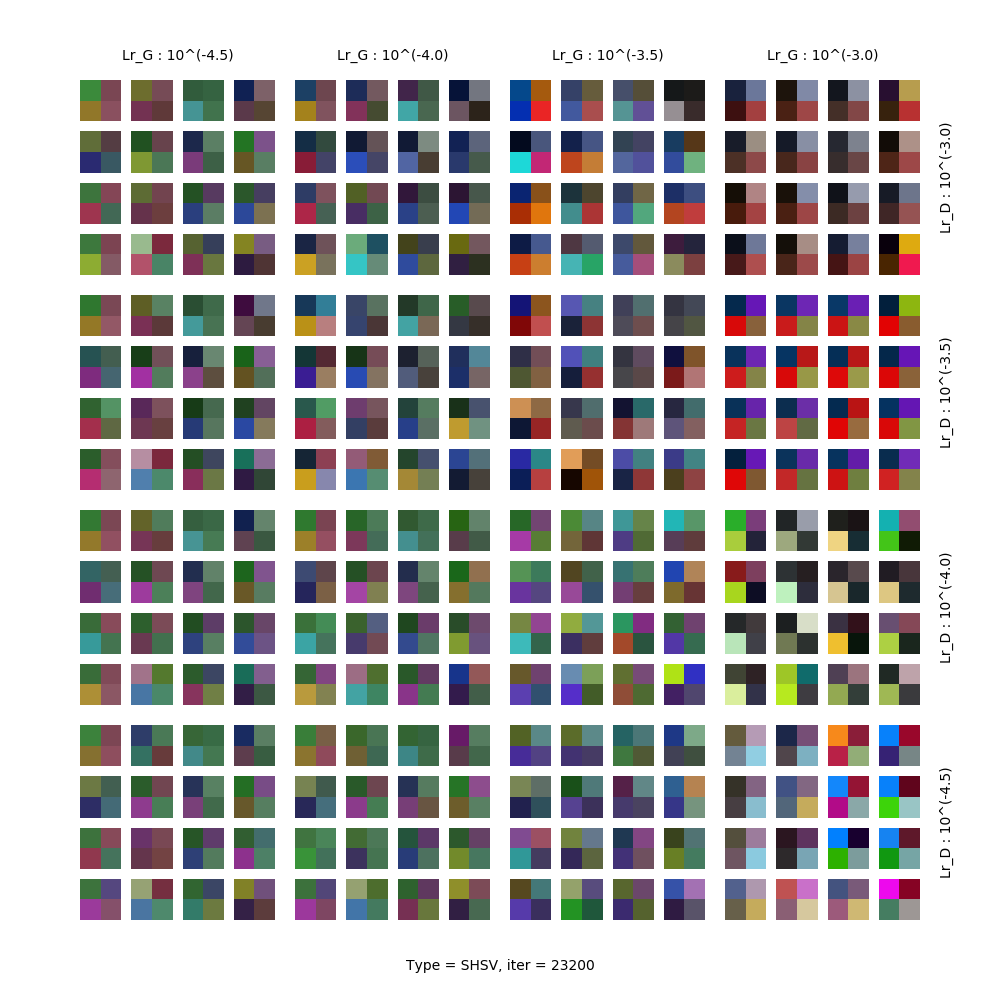 Lr_G : 10^(-4.5)
Lr_G : 10^(-4.0)
Lr_G : 10^(-3.5)
Lr_G : 10^(-3.0)
Lr_D : 10^(-3.0)
Lr_D : 10^(-3.5)
Lr_D : 10^(-4.0)
Lr_D : 10^(-4.5)
Type = SHSV, iter = 23200